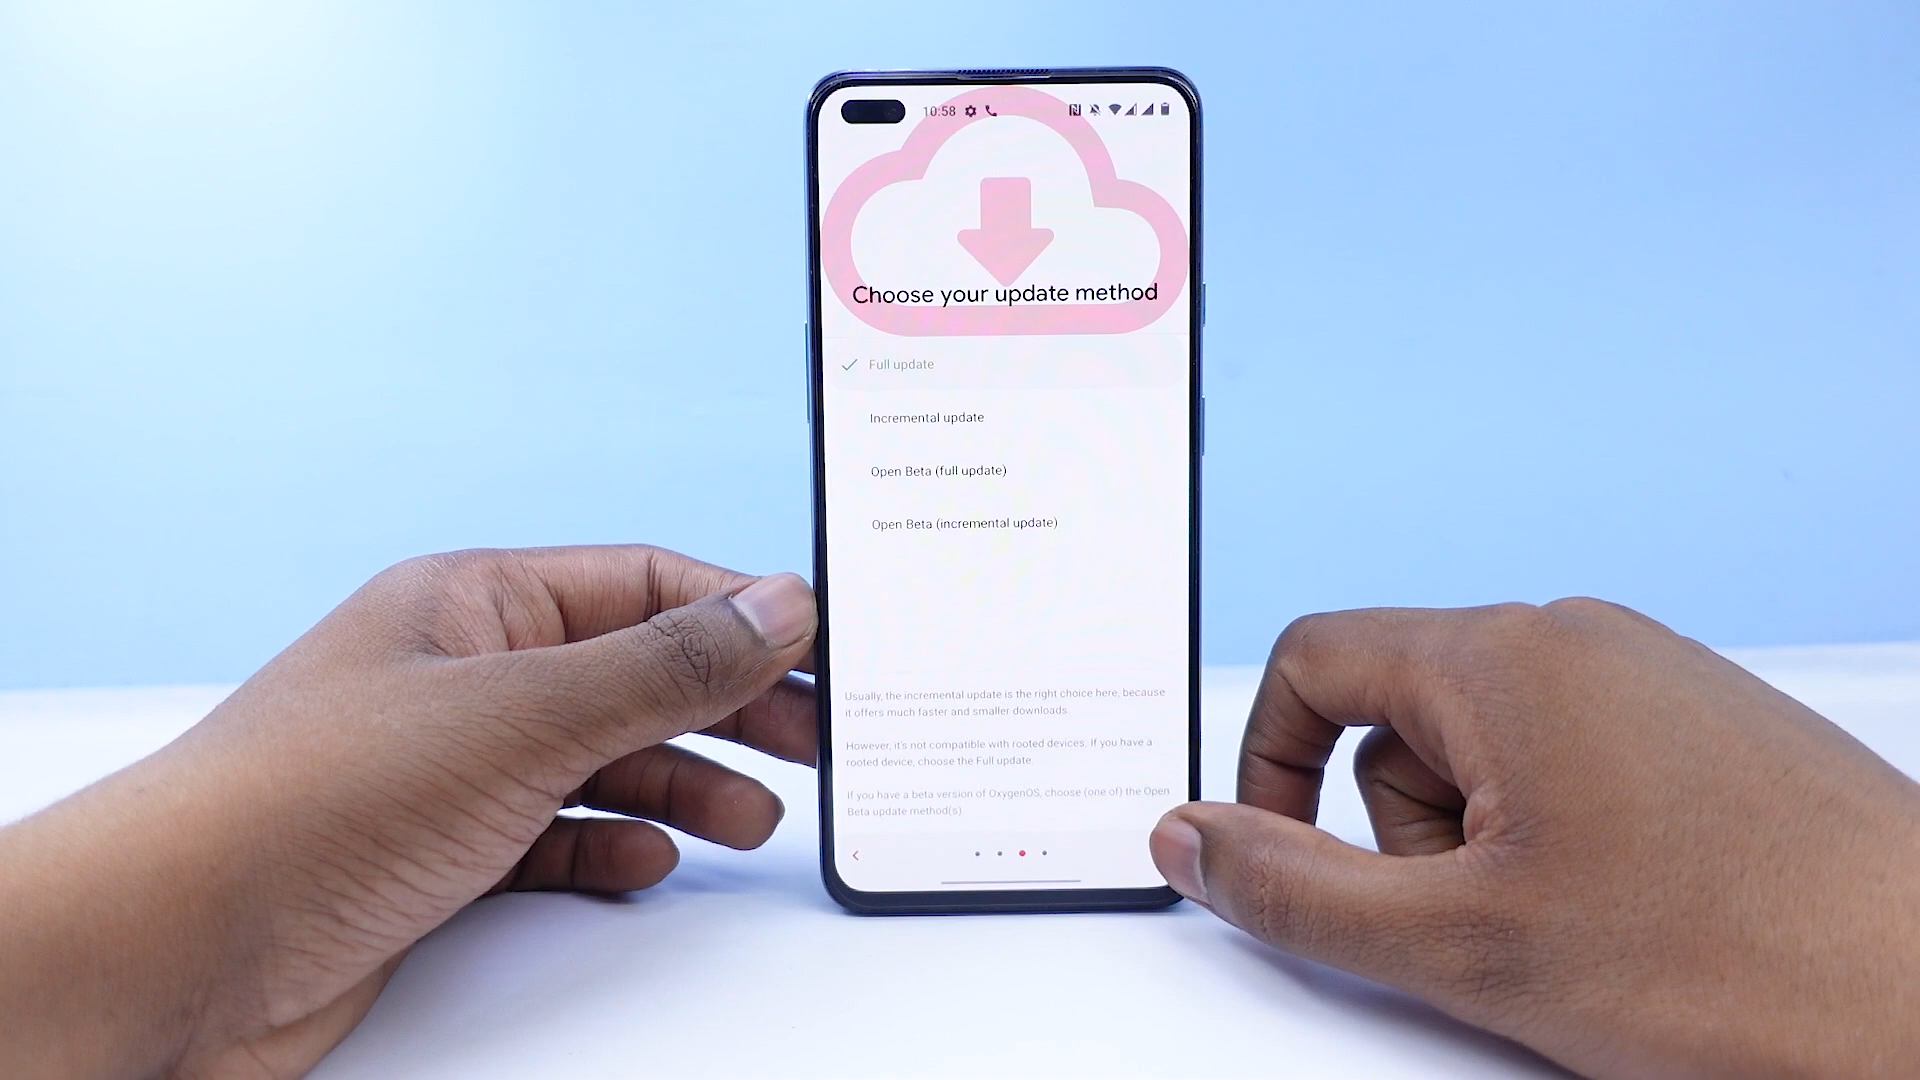 10:58
Choose your update method
Full update
Incremental update
Open Beta (full update)
Open Beta (incremental update)
Usually, the incremental update is the right choice here, because
it offers much faster and smaller downloads.
However, it's not compatible with rooted devices. If you have a
rooted device, choose the Full update.
If you have a beta version of OxygenOS, choose (one of) the Open
Beta update method(s)